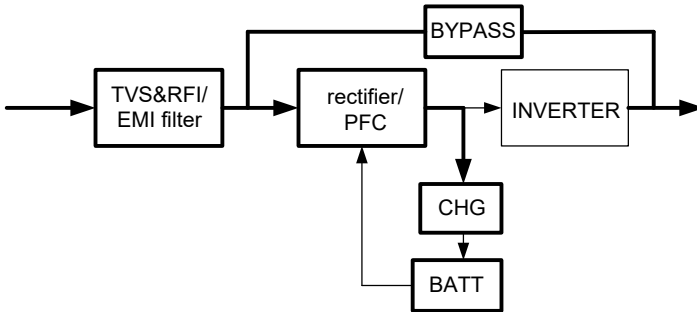 BYPASS
TVS&RFI/
EMI filter
rectifier/
PFC
INVERTER
CHG
BATT